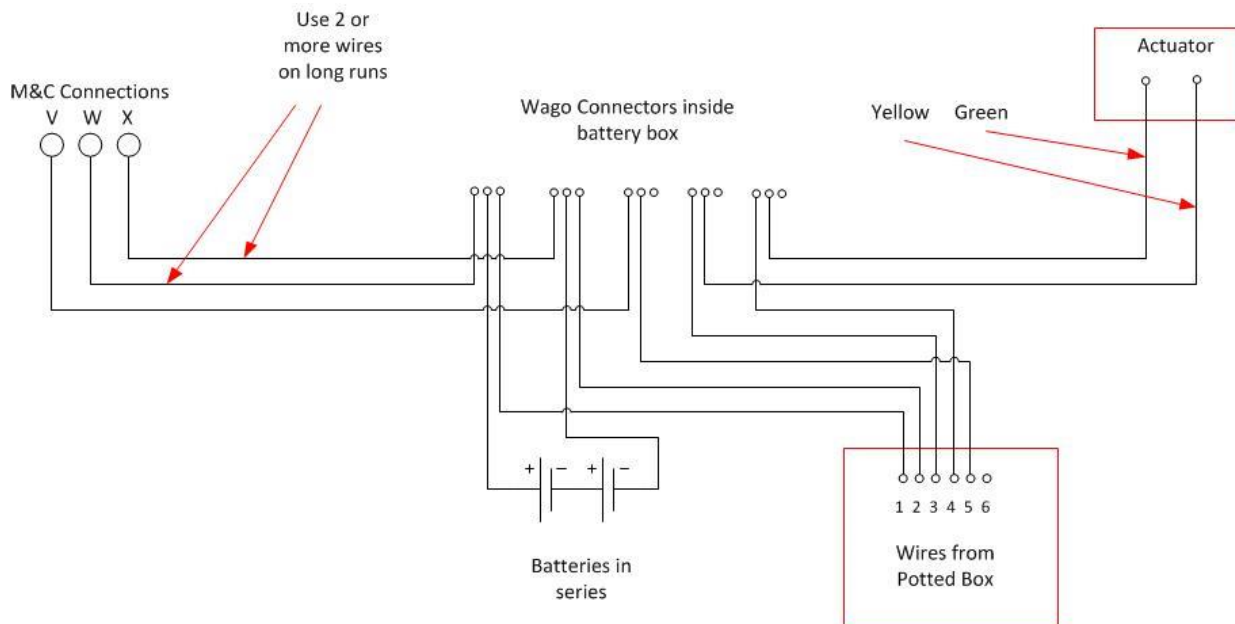 Use 2 or
more wires
on long runs
Actuator
M&C Connections
V W X
Wago Connectors inside
battery box
Yellow Green
+ − + −
1 2 3 4 5 6
Batteries in
series
Wires from
Potted Box